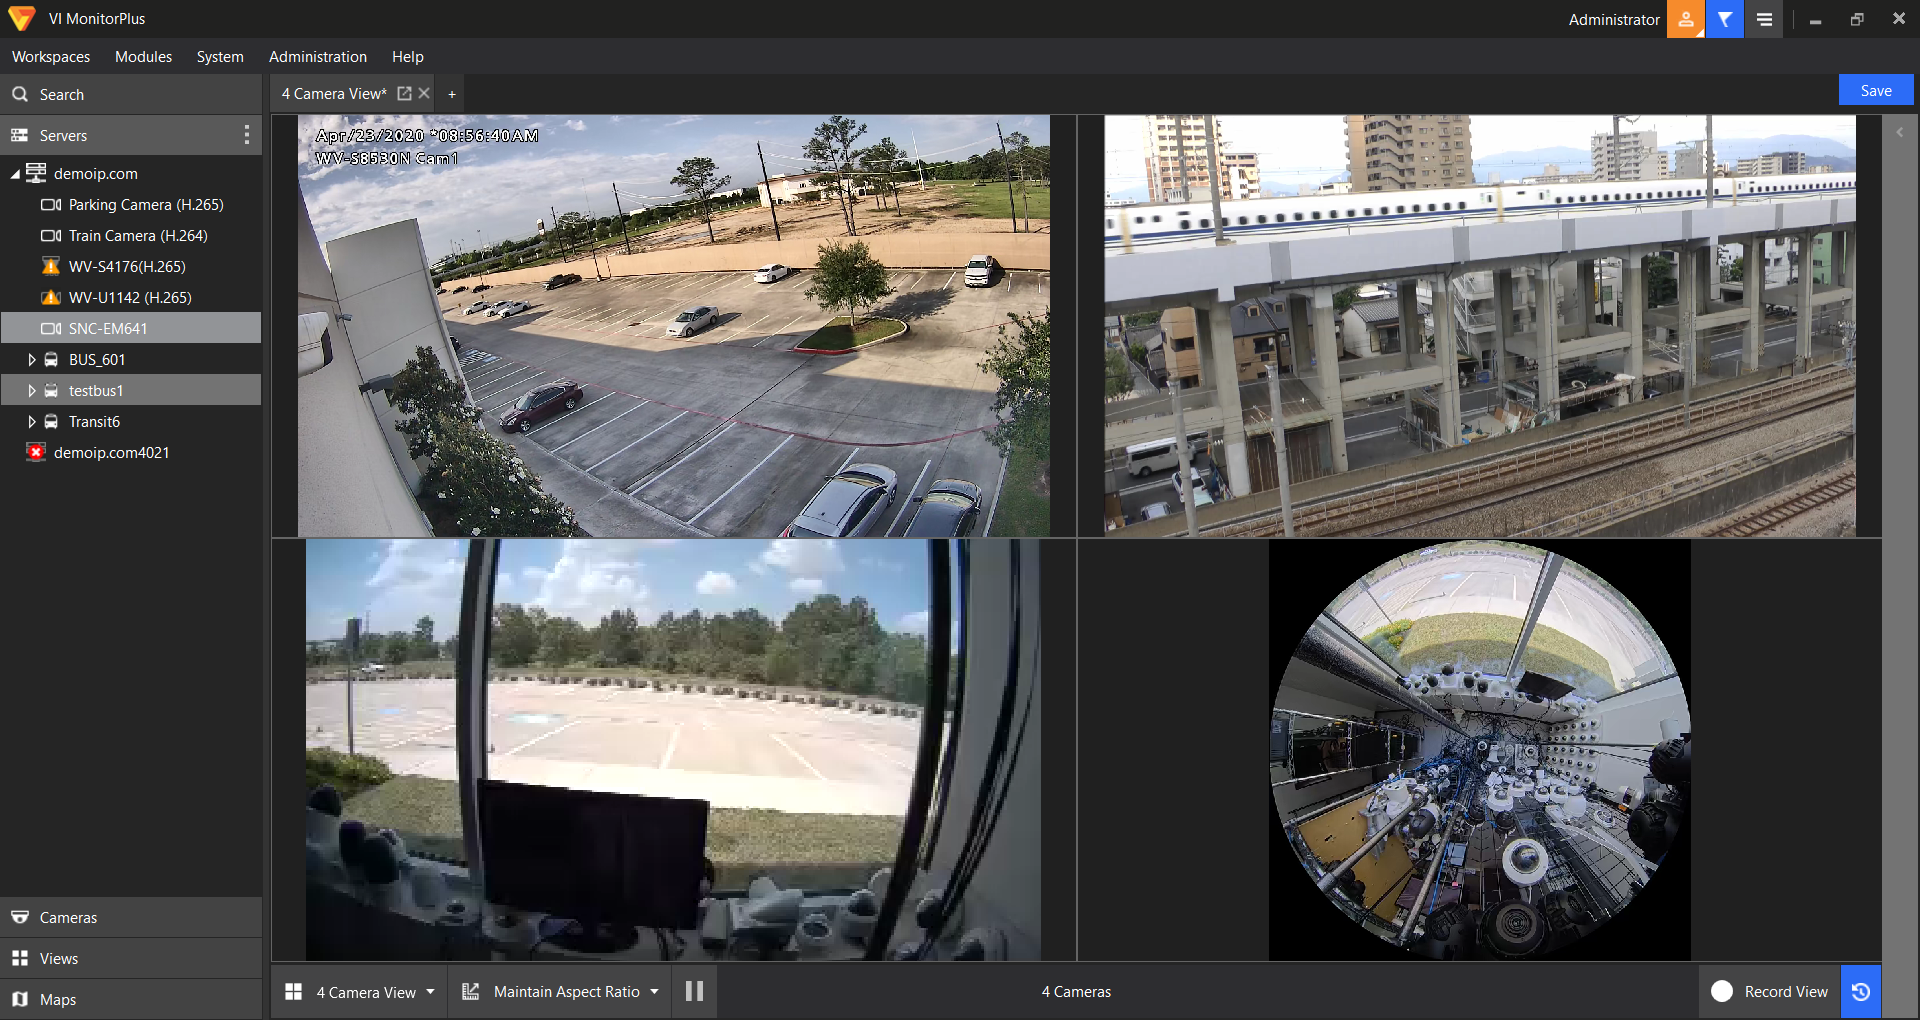 VI MonitorPlus
Administrator
Workspaces Modules System Administration Help
Search
4 Camera View* +
Save
Servers
demoip.com
Parking Camera (H.265)
Train Camera (H.264)
WV-S4176(H.265)
WV-U1142 (H.265)
SNC-EM641
BUS_601
testbus1
Transit6
demoip.com4021
Apr/23/2020 *08:56:40AM
WV-S8530N Cam1
Cameras
Views
Maps
4 Camera View
Maintain Aspect Ratio
4 Cameras
Record View